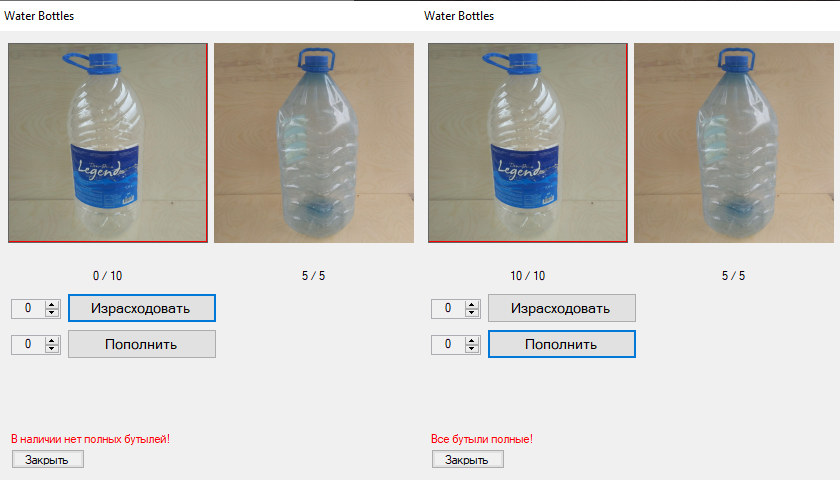 Water Bottles
Legend
0 / 10
5 / 5
0
Израсходовать
0
Пополнить
В наличии нет полных бутылей!
Закрыть
Water Bottles
Legend
10 / 10
5 / 5
0
Израсходовать
0
Пополнить
Все бутыли полные!
Закрыть